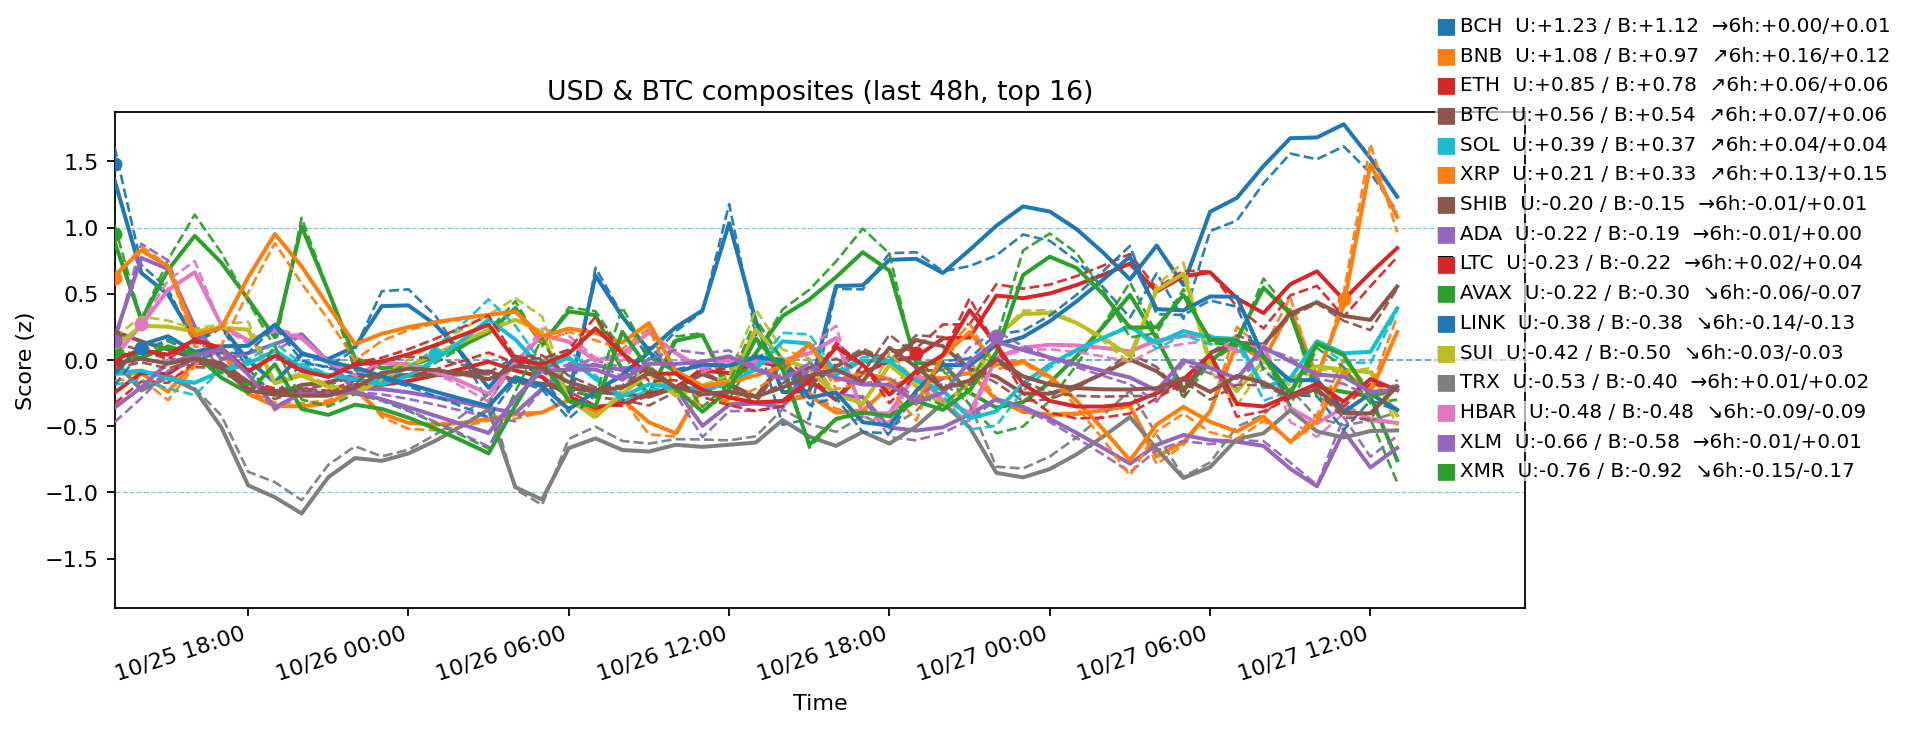 USD & BTC composites (last 48h, top 16)
BCH U:+1.23 / B:+1.12 →6h:+0.00/+0.01
BNB U:+1.08 / B:+0.97 ↗6h:+0.16/+0.12
ETH U:+0.85 / B:+0.78 ↗6h:+0.06/+0.06
BTC U:+0.56 / B:+0.54 ↗6h:+0.07/+0.06
SOL U:+0.39 / B:+0.37 ↗6h:+0.04/+0.04
XRP U:+0.21 / B:+0.33 ↗6h:+0.13/+0.15
SHIB U:-0.20 / B:-0.15 →6h:-0.01/+0.01
ADA U:-0.22 / B:-0.19 →6h:-0.01/+0.00
LTC U:-0.23 / B:-0.22 →6h:+0.02/+0.04
AVAX U:-0.22 / B:-0.30 ↘6h:-0.06/-0.07
LINK U:-0.38 / B:-0.38 ↘6h:-0.14/-0.13
SUI U:-0.42 / B:-0.50 ↘6h:-0.03/-0.03
TRX U:-0.53 / B:-0.40 →6h:+0.01/+0.02
HBAR U:-0.48 / B:-0.48 ↘6h:-0.09/-0.09
XLM U:-0.66 / B:-0.58 →6h:-0.01/+0.01
XMR U:-0.76 / B:-0.92 ↘6h:-0.15/-0.17
Score (z)
1.5
1.0
0.5
0.0
−0.5
−1.0
−1.5
10/25 18:00
10/26 00:00
10/26 06:00
10/26 12:00
10/26 18:00
10/27 00:00
10/27 06:00
10/27 12:00
Time